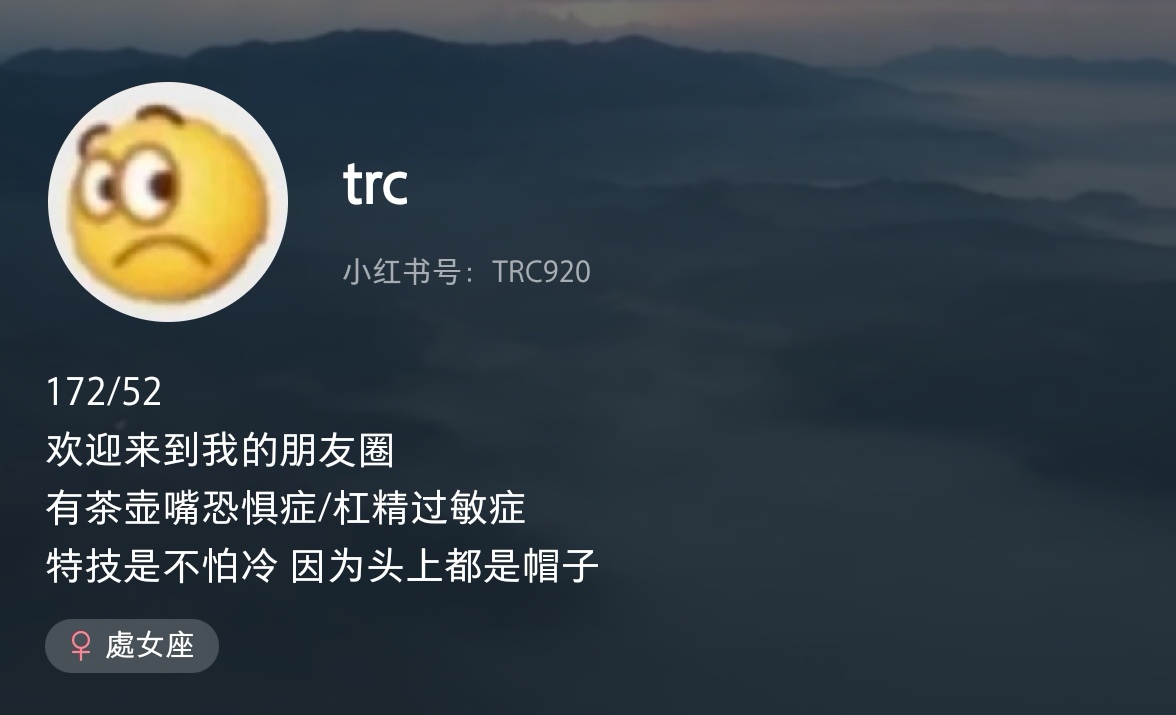 trc
小红书号：TRC920
172/52
欢迎来到我的朋友圈
有茶壶嘴恐惧症/杠精过敏症
特技是不怕冷 因为头上都是帽子
♀ 處女座